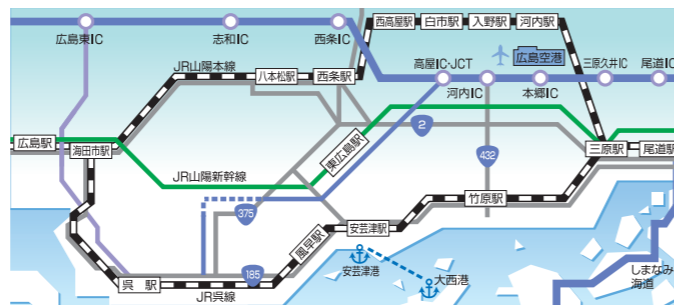 西高屋駅
白市駅
入野駅
河内駅
広島東IC
志和IC
西条IC
JR山陽本線
八本松駅
西条駅
高屋IC・JCT
広島空港
河内IC
本郷IC
三原久井IC
尾道IC
2
広島駅
海田市駅
東広島駅
432
三原駅
尾道駅
JR山陽新幹線
375
竹原駅
安芸津駅
風早駅
安芸津港
大西港
185
呉 駅
JR呉線
しまなみ
海道